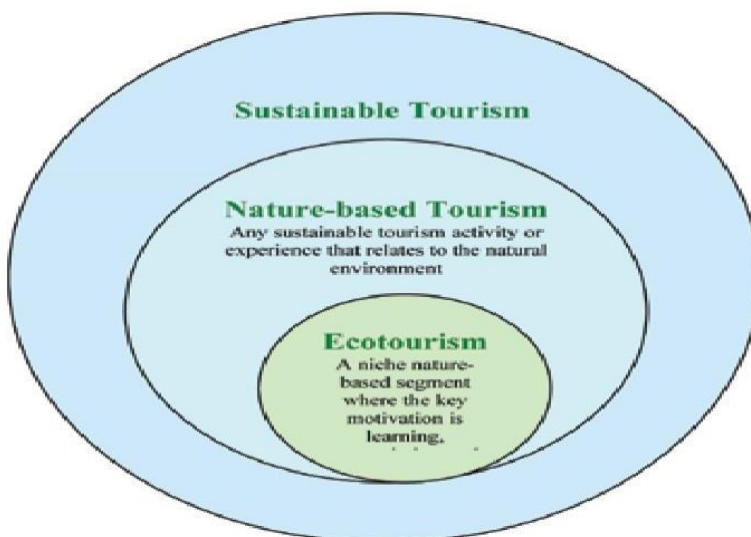 Sustainable Tourism
Nature-based Tourism
Any sustainable tourism activity or
experience that relates to the natural
environment
Ecotourism
A niche nature-
based segment
where the key
motivation is
learning,